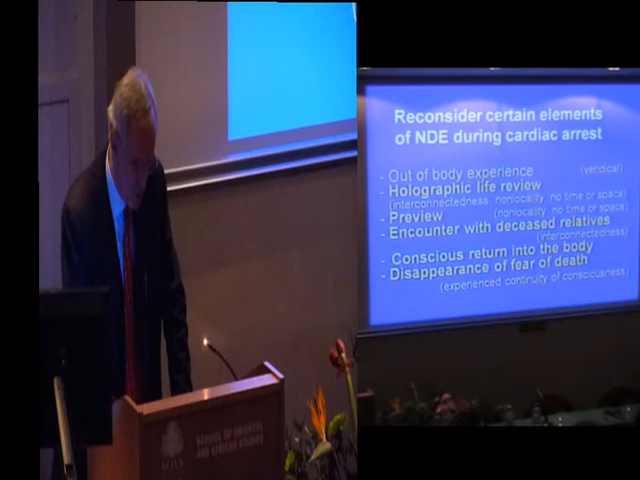 Reconsider certain elements
of NDE during cardiac arrest
- Out of body experience (veridical)
- Holographic life review
(interconnectedness nonlocality no time or space)
- Preview (nonlocality no time or space)
- Encounter with deceased relatives
(interconnectedness)
- Conscious return into the body
- Disappearance of fear of death
(experienced continuity of consciousness)
SOAS
SCHOOL OF ORIENTAL
AND AFRICAN STUDIES